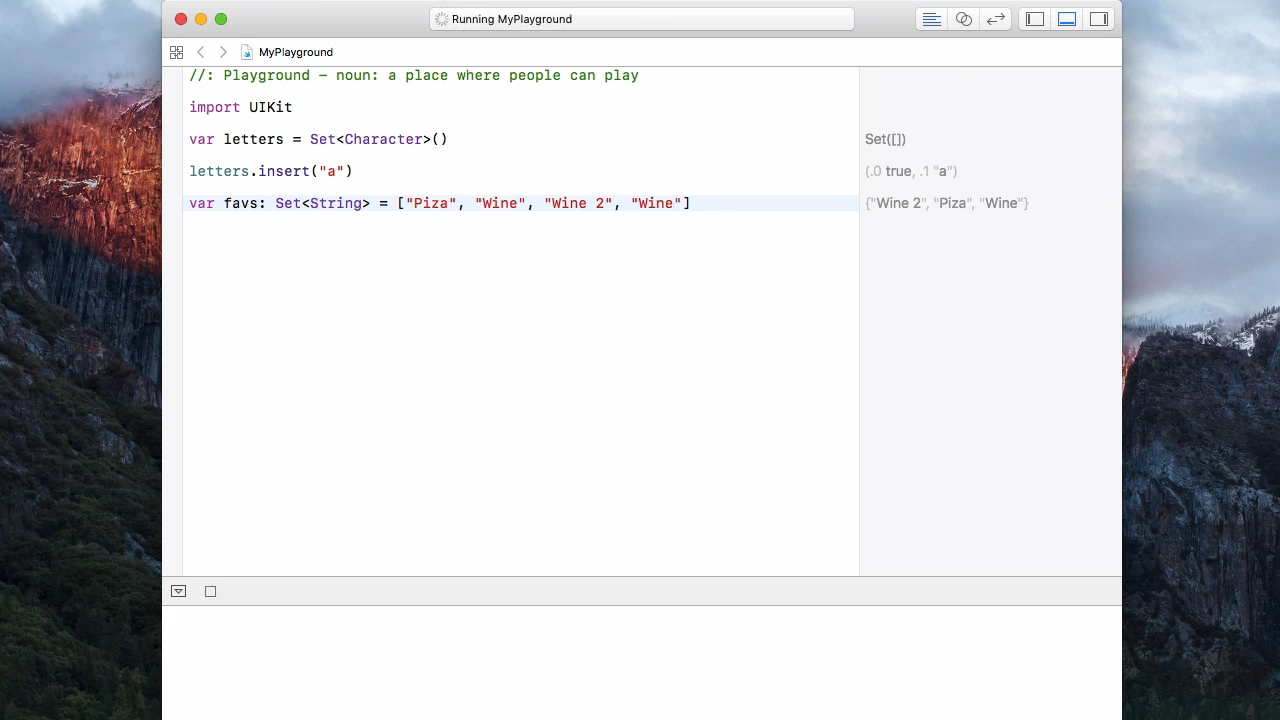 Running MyPlayground
MyPlayground
//: Playground – noun: a place where people can play
import UIKit
var letters = Set<Character>()
Set([])
letters.insert("a")
(.0 true, .1 "a")
var favs: Set<String> = ["Piza", "Wine", "Wine 2", "Wine"]
{"Wine 2", "Piza", "Wine"}